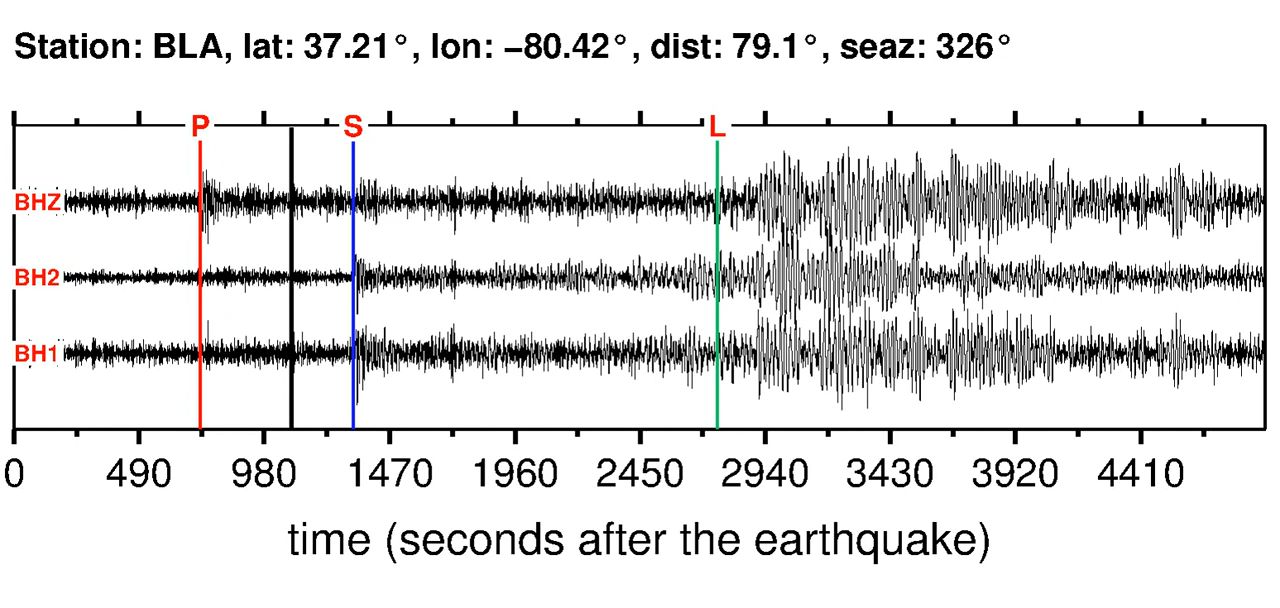 Station: BLA, lat: 37.21°, lon: −80.42°, dist: 79.1°, seaz: 326°
P S L
BHZ
BH2
BH1
0 490 980 1470 1960 2450 2940 3430 3920 4410
time (seconds after the earthquake)